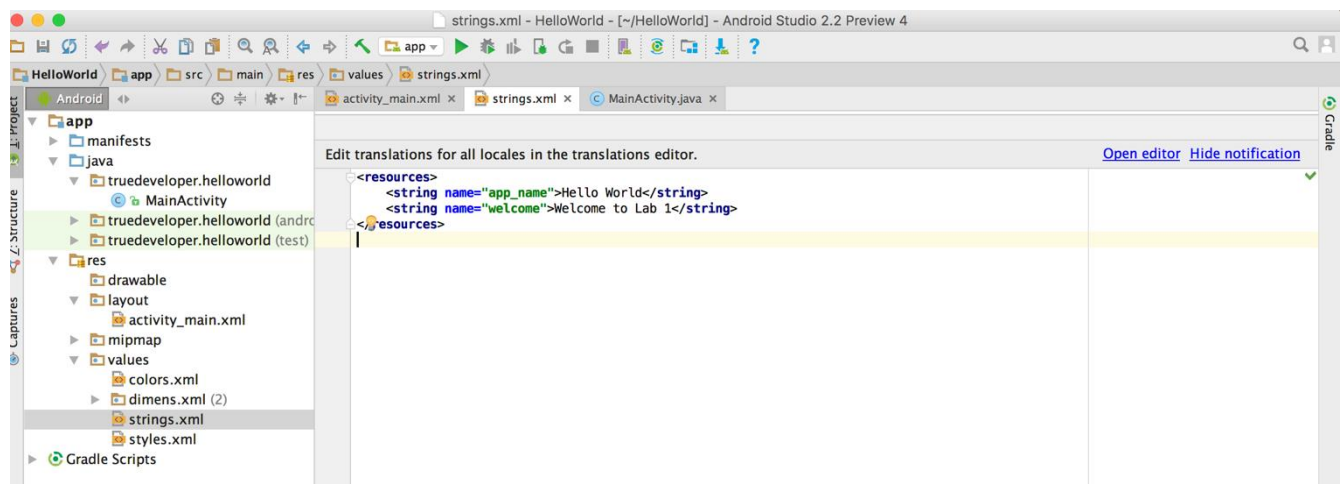 strings.xml - HelloWorld - [~/HelloWorld] - Android Studio 2.2 Preview 4
app
HelloWorld app src main res values strings.xml
Android activity_main.xml strings.xml MainActivity.java
1: Project
Z: Structure
Captures
Gradle
app
manifests
java
truedeveloper.helloworld
MainActivity
truedeveloper.helloworld (andro
truedeveloper.helloworld (test)
res
drawable
layout
activity_main.xml
mipmap
values
colors.xml
dimens.xml (2)
strings.xml
styles.xml
Gradle Scripts
Edit translations for all locales in the translations editor. Open editor Hide notification
<resources>
<string name="app_name">Hello World</string>
<string name="welcome">Welcome to Lab 1</string>
</resources>